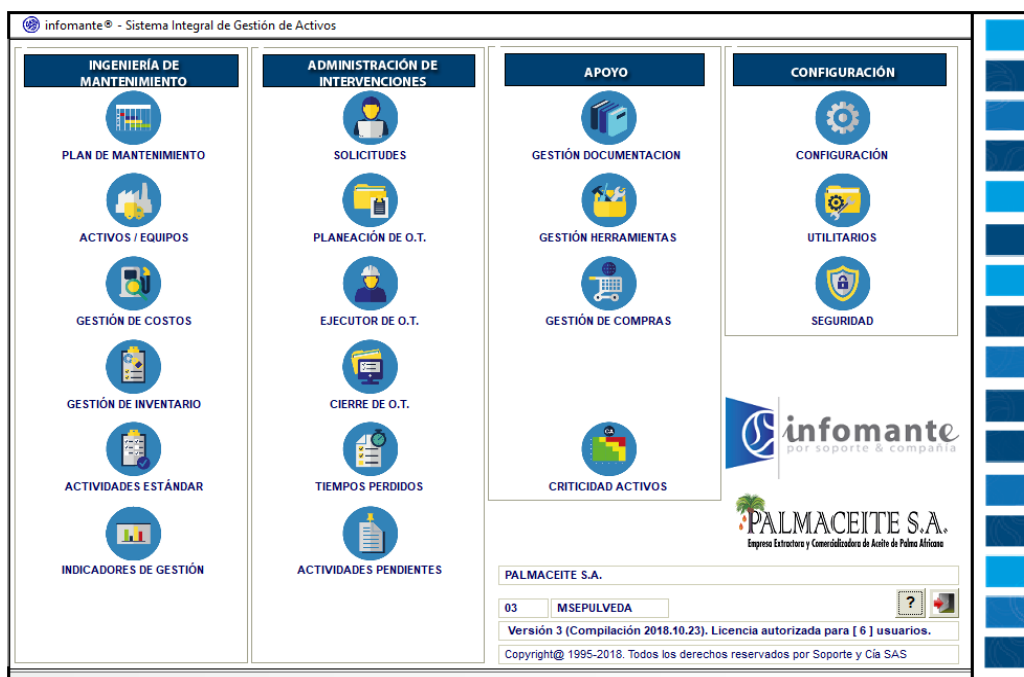 infomante® - Sistema Integral de Gestión de Activos
INGENIERÍA DE
MANTENIMIENTO
PLAN DE MANTENIMIENTO
ACTIVOS / EQUIPOS
GESTIÓN DE COSTOS
GESTIÓN DE INVENTARIO
ACTIVIDADES ESTÁNDAR
INDICADORES DE GESTIÓN
ADMINISTRACIÓN DE
INTERVENCIONES
SOLICITUDES
PLANEACIÓN DE O.T.
EJECUTOR DE O.T.
CIERRE DE O.T.
TIEMPOS PERDIDOS
ACTIVIDADES PENDIENTES
APOYO
GESTIÓN DOCUMENTACION
GESTIÓN HERRAMIENTAS
GESTIÓN DE COMPRAS
CRITICIDAD ACTIVOS
CONFIGURACIÓN
CONFIGURACIÓN
UTILITARIOS
SEGURIDAD
infomante
por soporte & compañía
PALMACEITE S.A.
Empresa Extractora y Comercializadora de Aceite de Palma Africana
PALMACEITE S.A.
03 MSEPULVEDA ?
Versión 3 (Compilación 2018.10.23). Licencia autorizada para [ 6 ] usuarios.
Copyright@ 1995-2018. Todos los derechos reservados por Soporte y Cía SAS